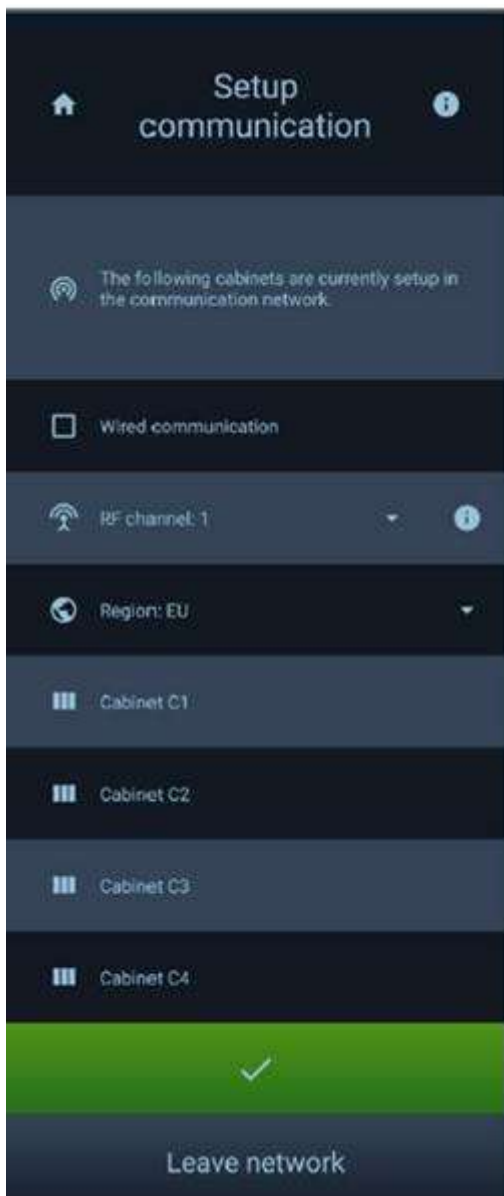 Setup
communication
The following cabinets are currently setup in
the communication network.
Wired communication
RF channel: 1
Region: EU
Cabinet C1
Cabinet C2
Cabinet C3
Cabinet C4
Leave network